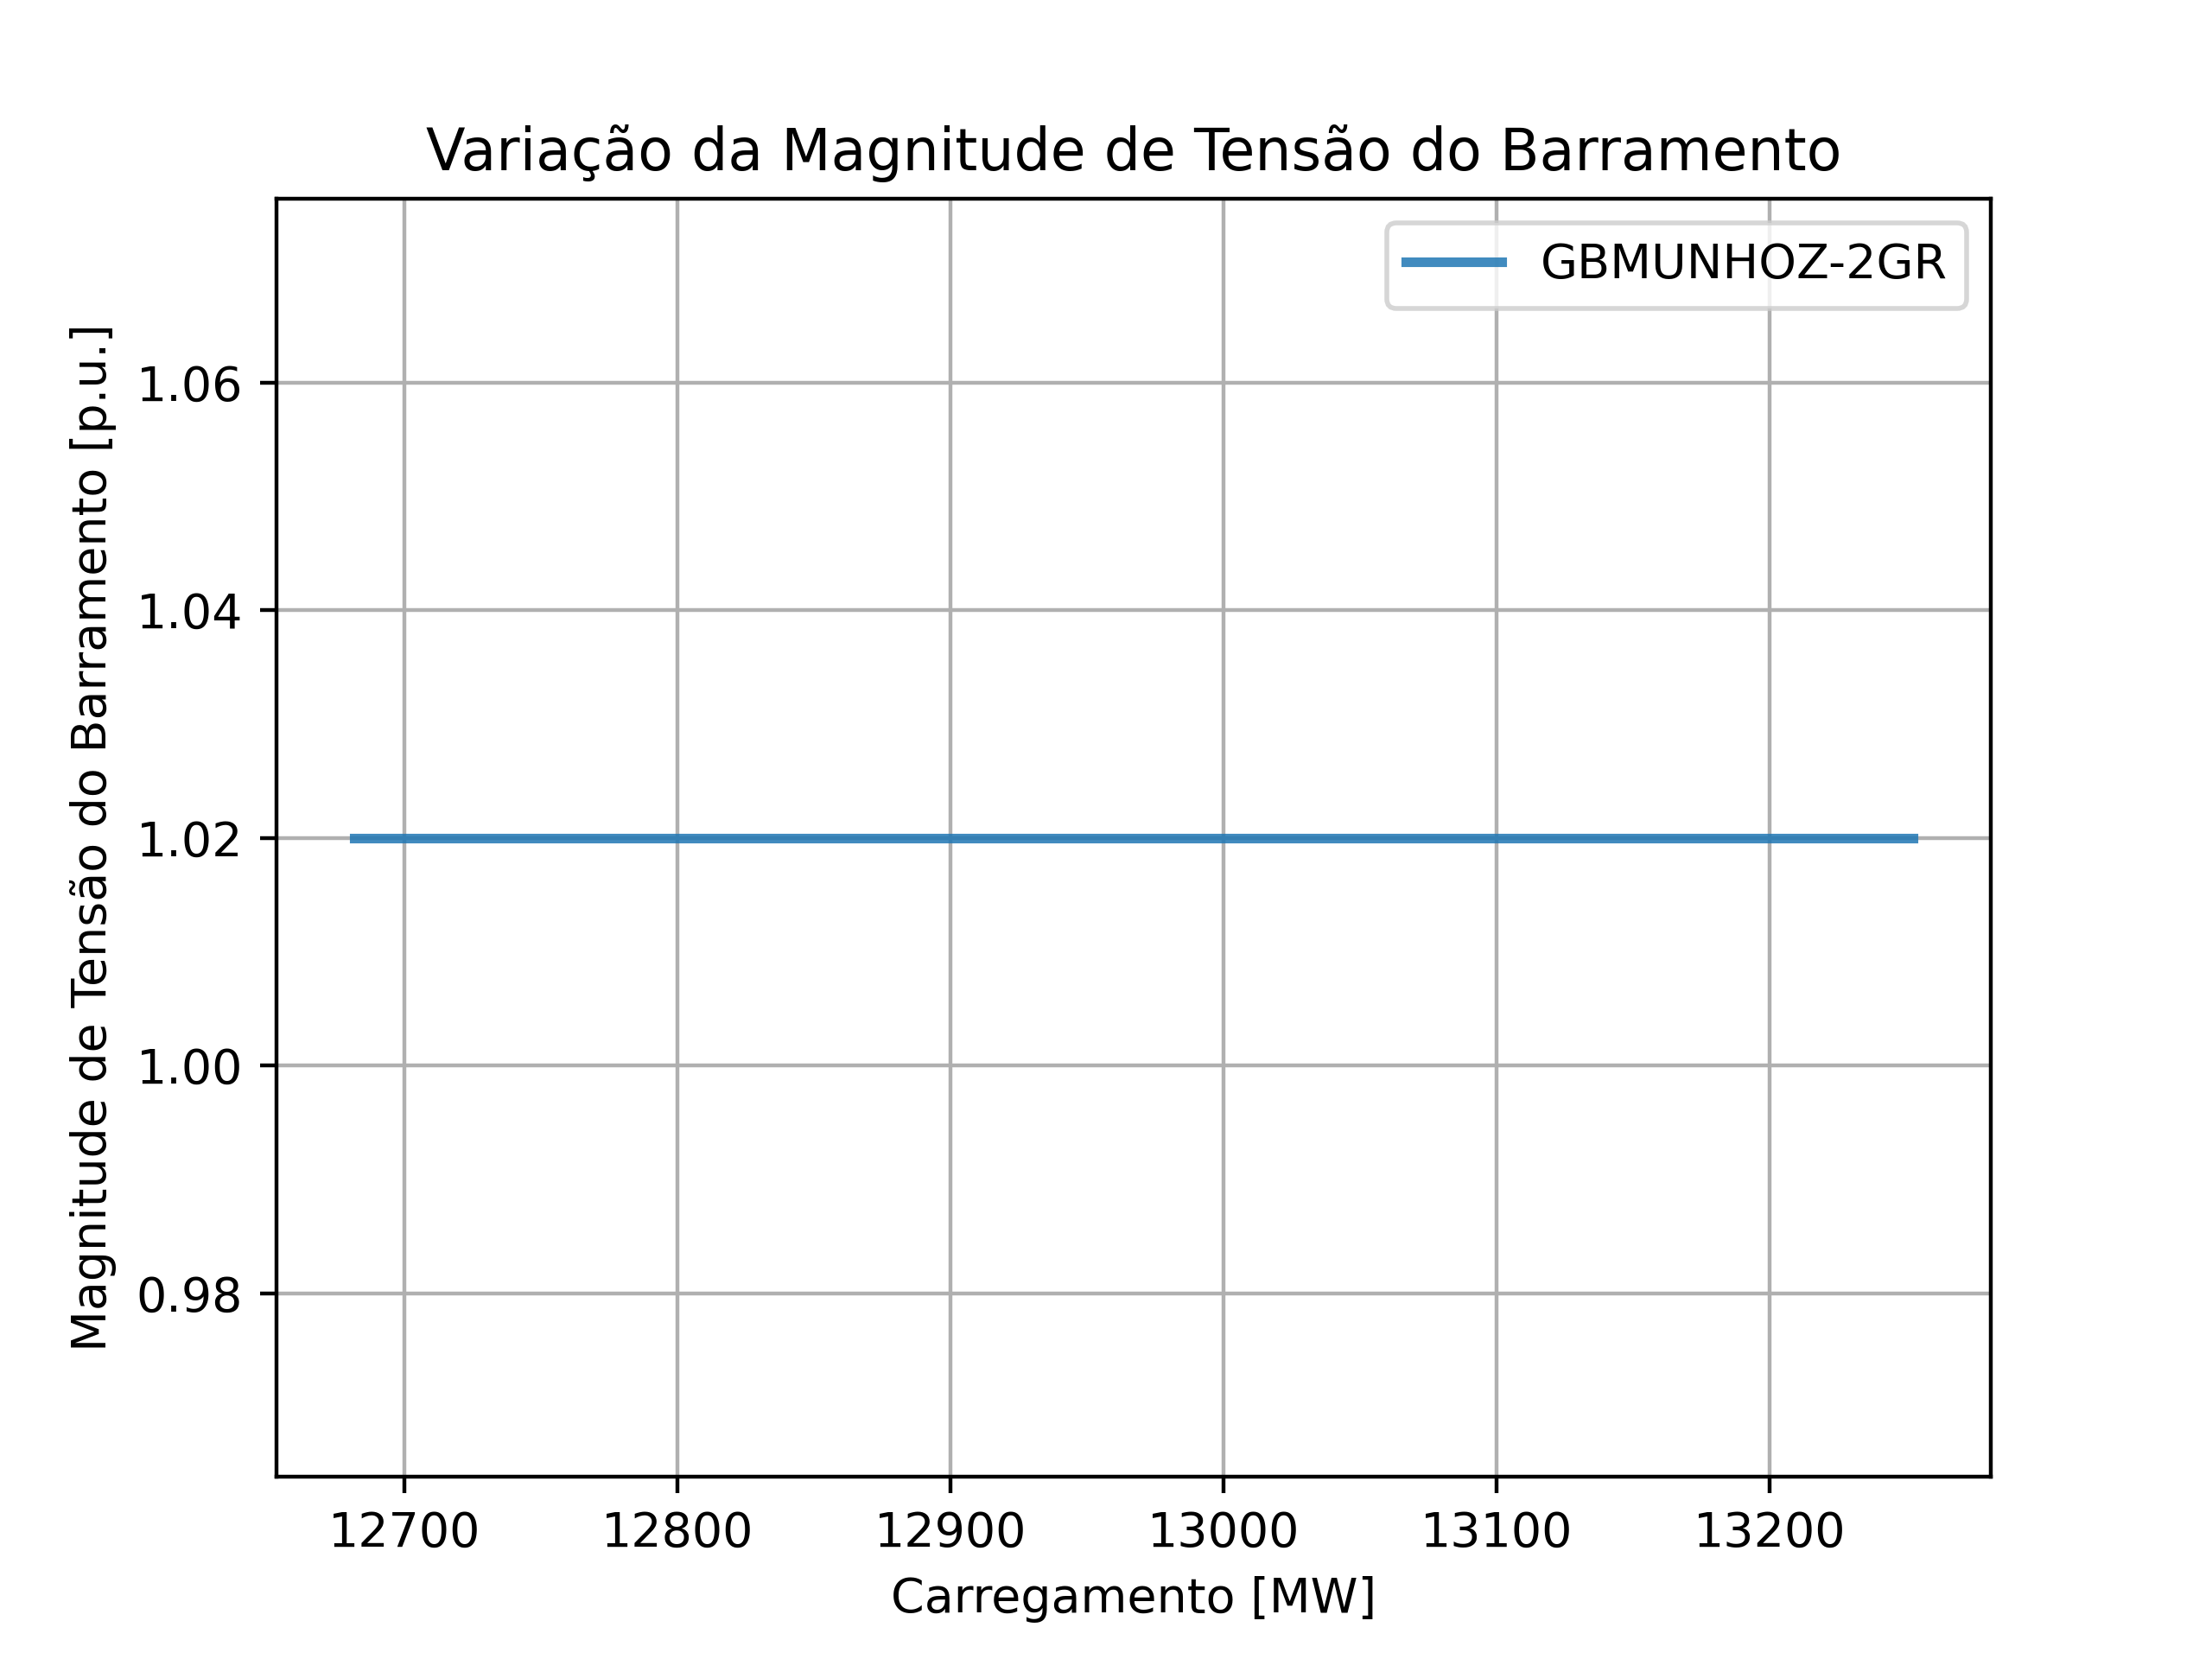 Variação da Magnitude de Tensão do Barramento
GBMUNHOZ-2GR
Magnitude de Tensão do Barramento [p.u.]
1.06
1.04
1.02
1.00
0.98
12700 12800 12900 13000 13100 13200
Carregamento [MW]